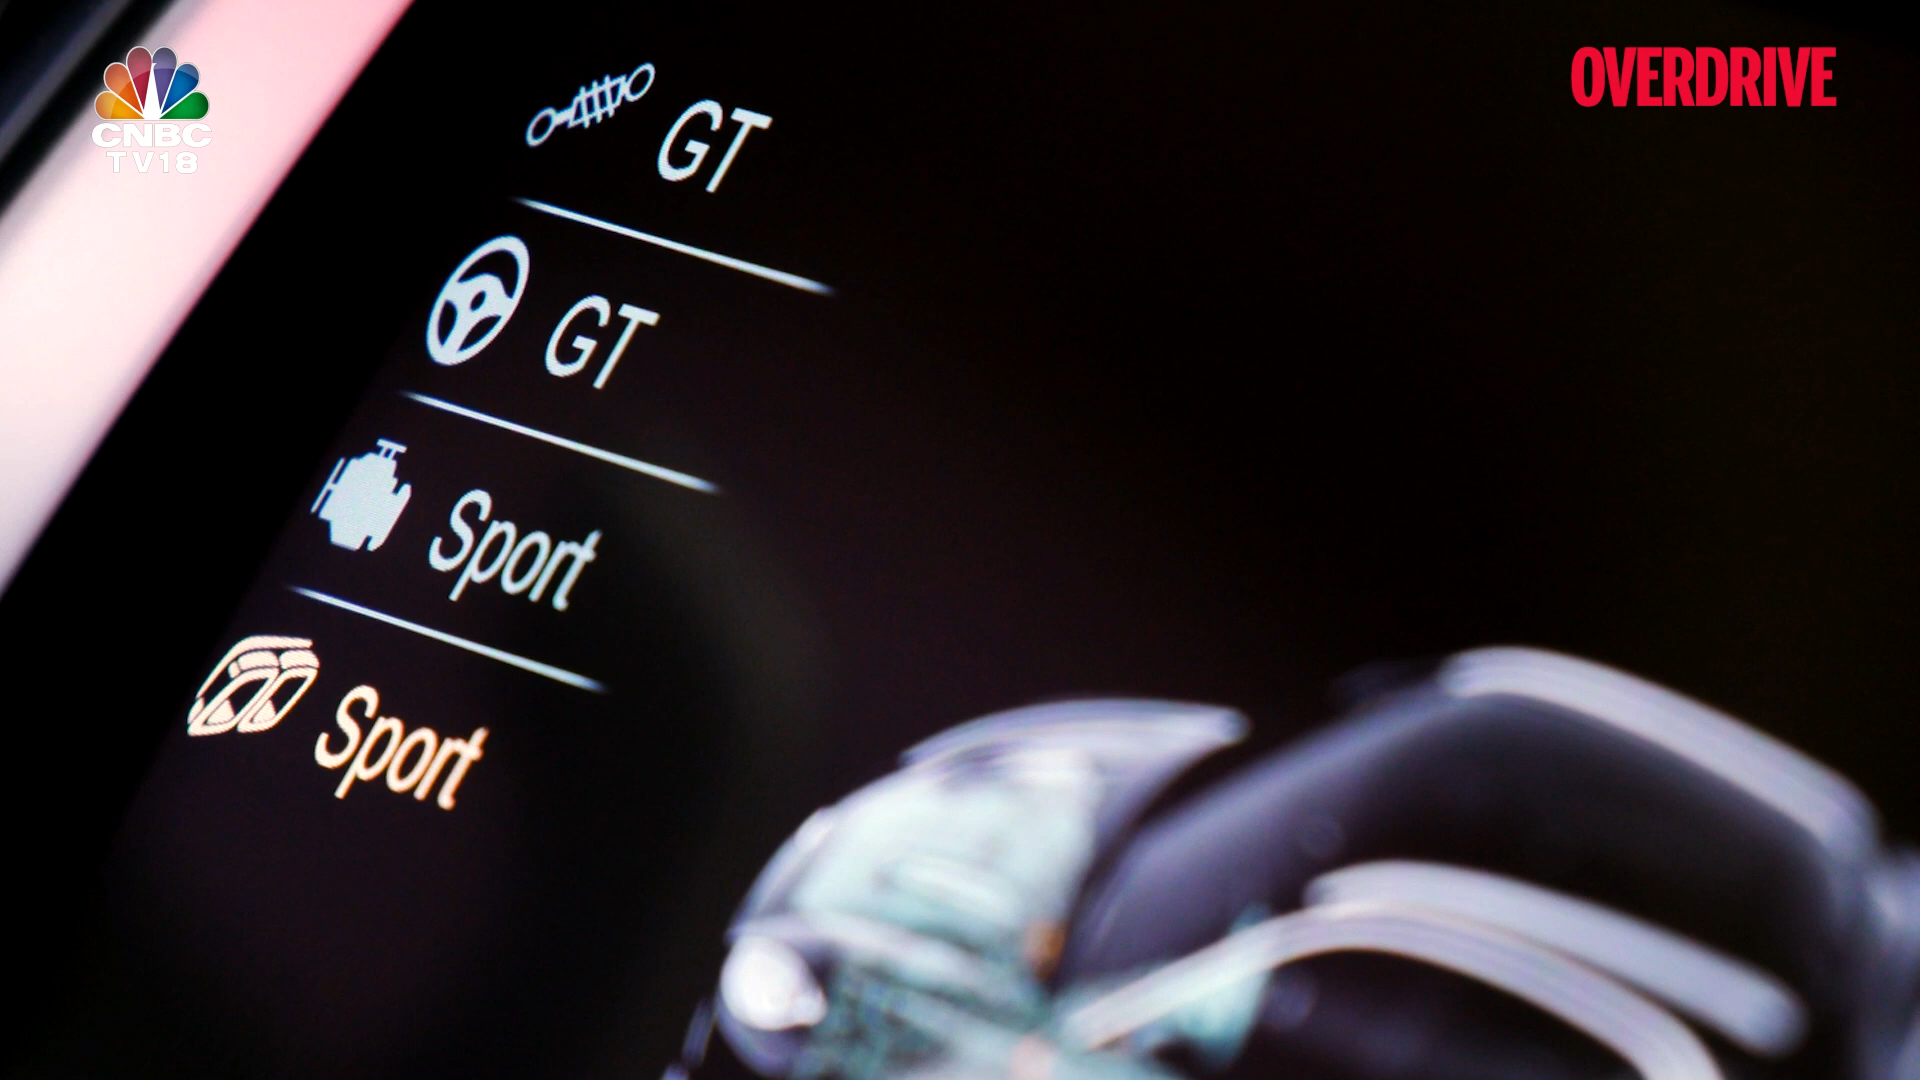 CNBC
TV18
OVERDRIVE
GT
GT
Sport
Sport